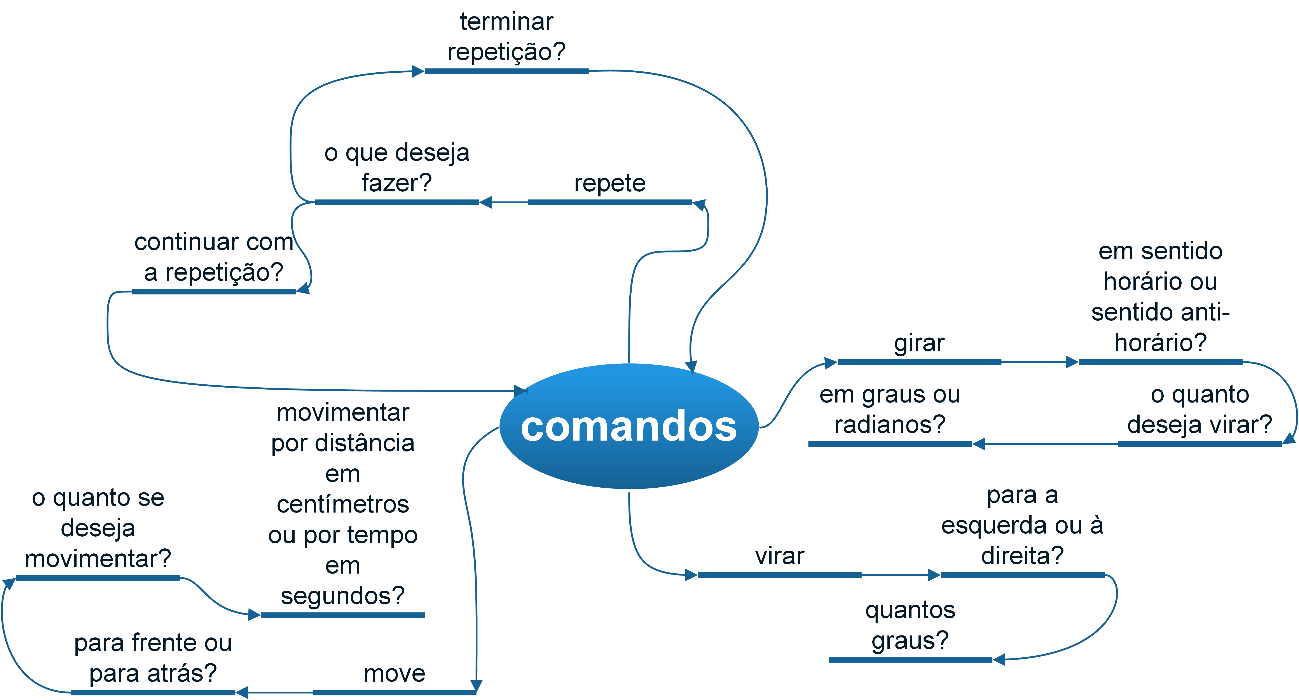 terminar
repetição?
o que deseja
fazer?
repete
continuar com
a repetição?
em sentido
horário ou
sentido anti-
horário?
girar
em graus ou
radianos?
o quanto
deseja virar?
comandos
movimentar
por distância
em
centímetros
ou por tempo
em
segundos?
o quanto se
deseja
movimentar?
para a
esquerda ou à
direita?
virar
quantos
graus?
para frente ou
para atrás?
move